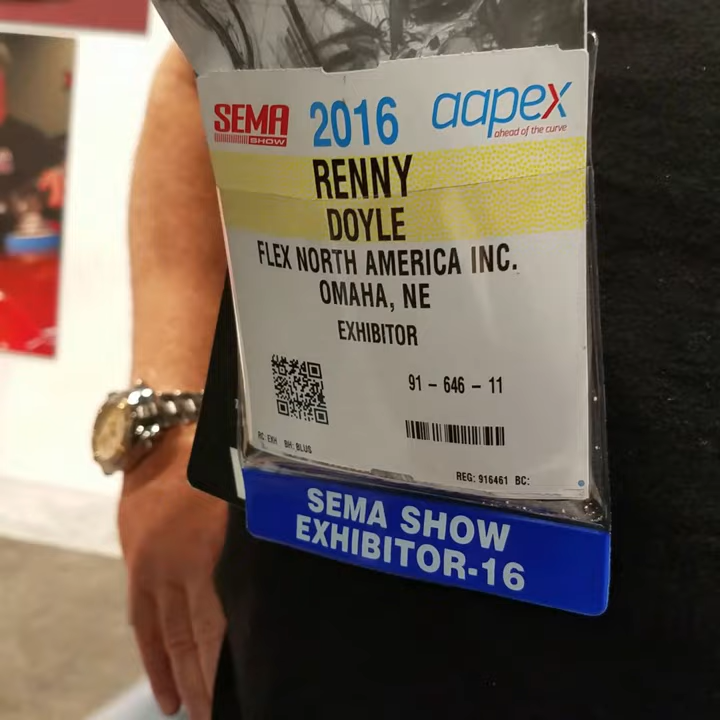 SEMA
SHOW
2016
aapex
ahead of the curve
RENNY
DOYLE
FLEX NORTH AMERICA INC.
OMAHA, NE
EXHIBITOR
91 - 646 - 11
RC: EXH BH: BLUS
REG: 916461 BC:
SEMA SHOW
EXHIBITOR-16